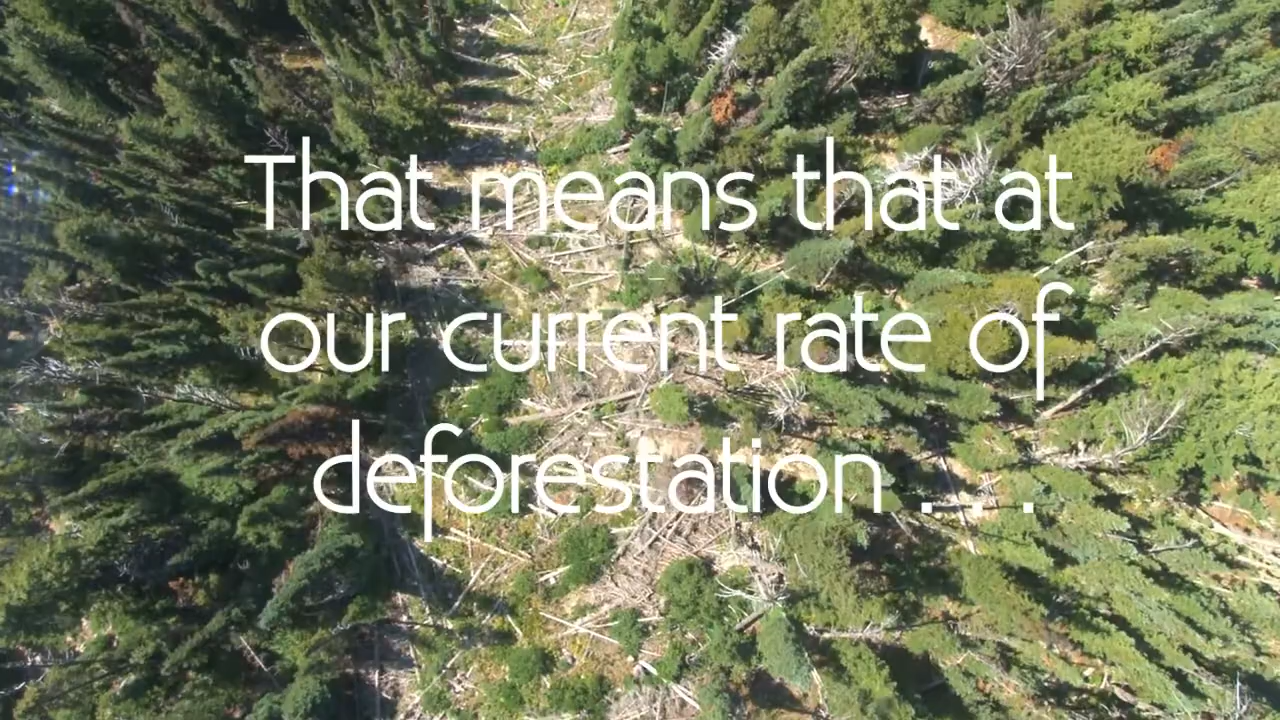 That means that at
our current rate of
deforestation . . .